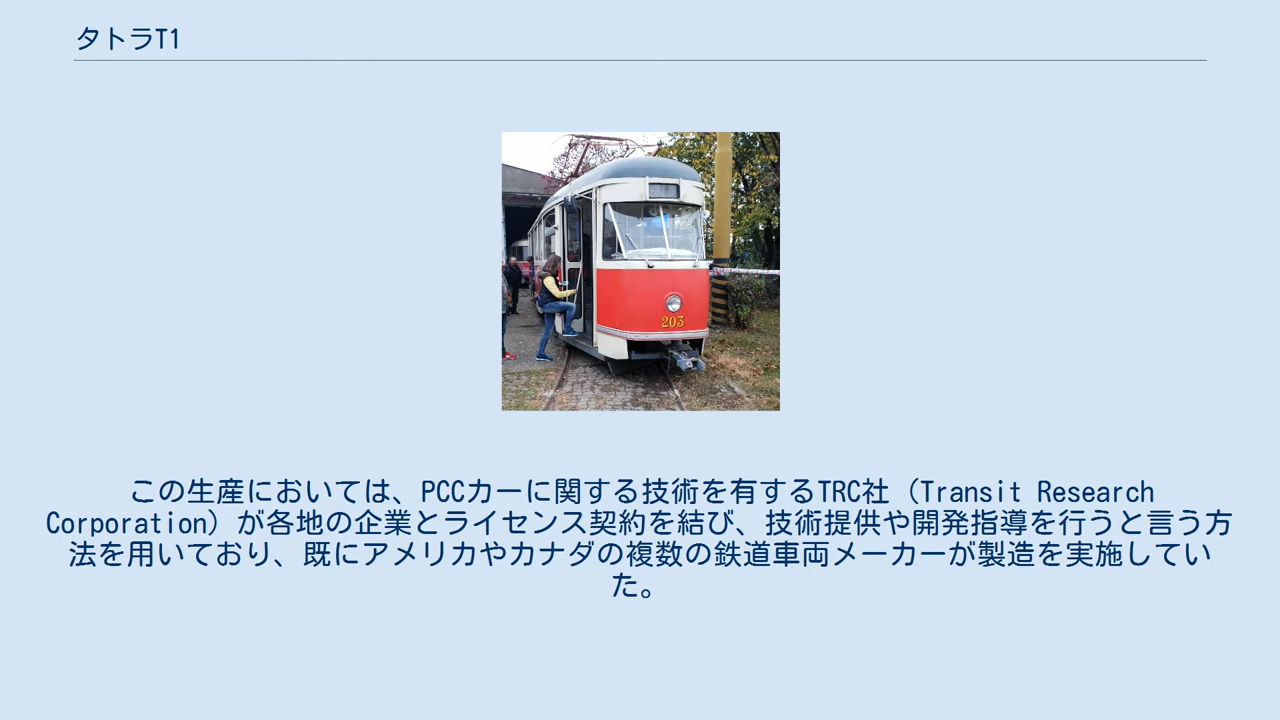 タトラT1
203
この生産においては、PCCカーに関する技術を有するTRC社（Transit Research
Corporation）が各地の企業とライセンス契約を結び、技術提供や開発指導を行うと言う方
法を用いており、既にアメリカやカナダの複数の鉄道車両メーカーが製造を実施してい
た。